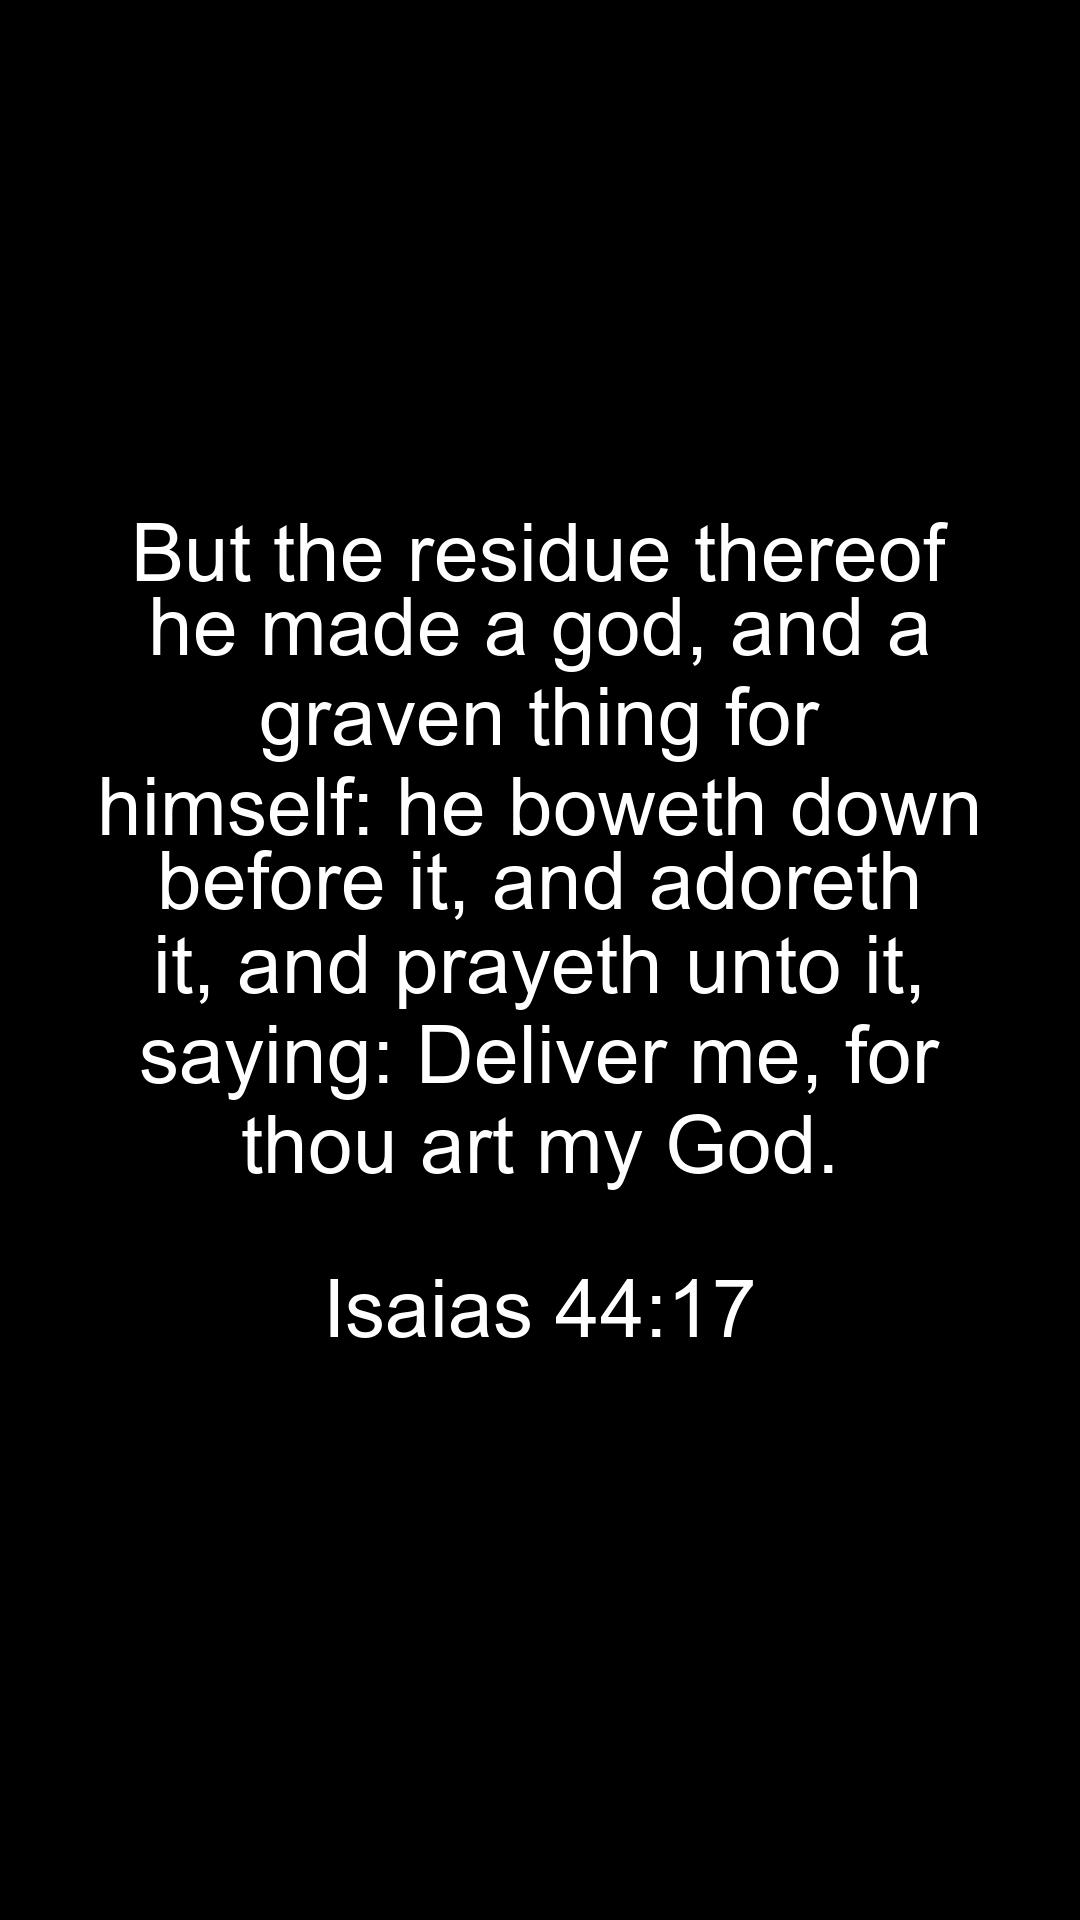 But the residue thereof
he made a god, and a
graven thing for
himself: he boweth down
before it, and adoreth
it, and prayeth unto it,
saying: Deliver me, for
thou art my God.
Isaias 44:17